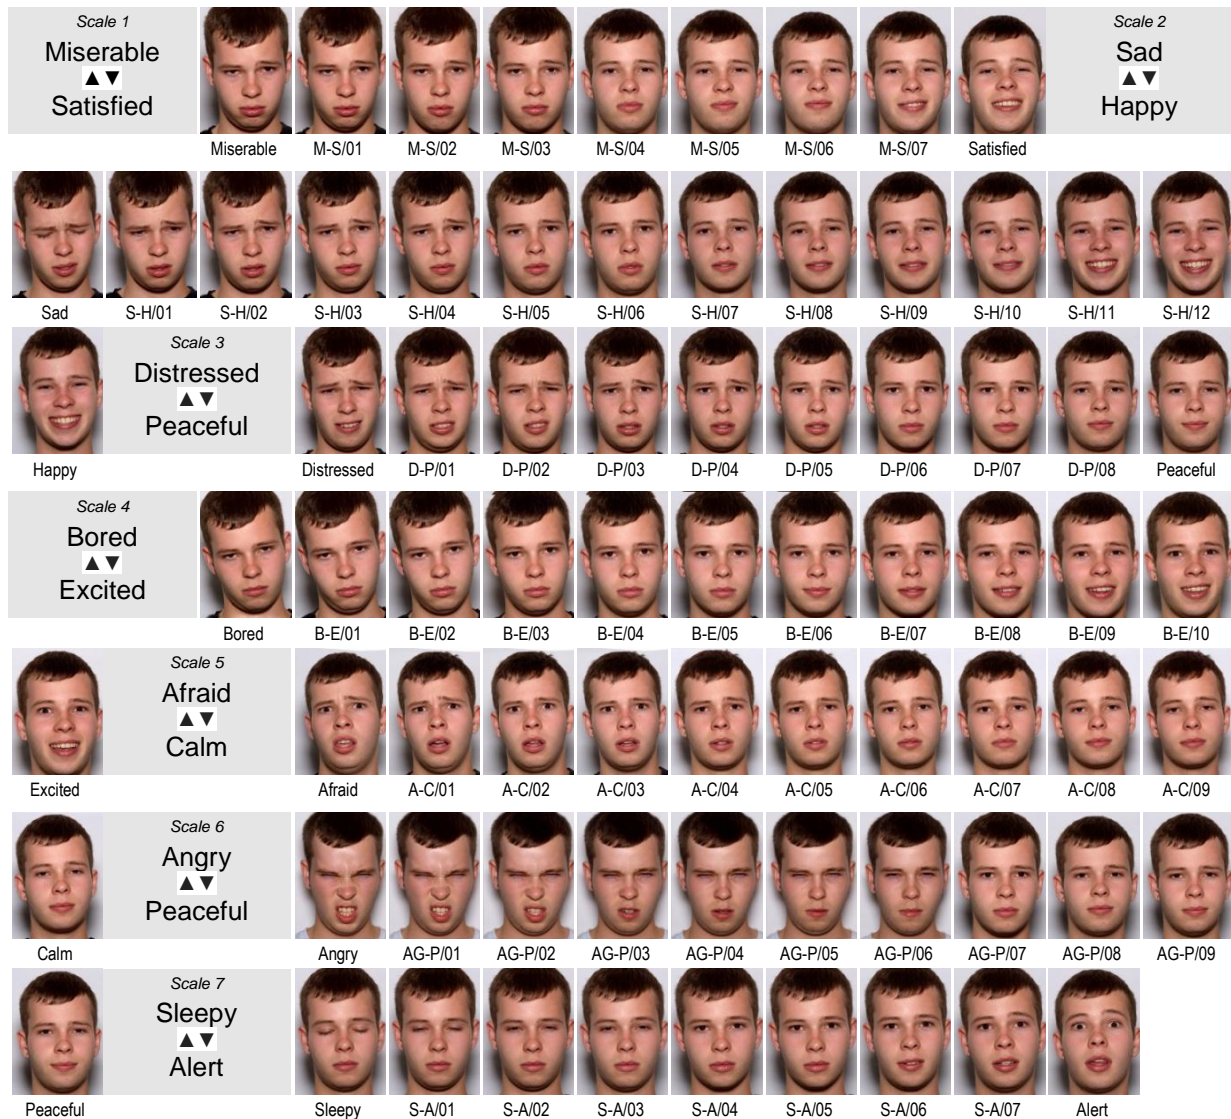 Scale 1
Miserable
▲▼
Satisfied
Scale 2
Sad
▲▼
Happy
Miserable M-S/01 M-S/02 M-S/03 M-S/04 M-S/05 M-S/06 M-S/07 Satisfied
Sad S-H/01 S-H/02 S-H/03 S-H/04 S-H/05 S-H/06 S-H/07 S-H/08 S-H/09 S-H/10 S-H/11 S-H/12
Scale 3
Distressed
▲▼
Peaceful
Happy Distressed D-P/01 D-P/02 D-P/03 D-P/04 D-P/05 D-P/06 D-P/07 D-P/08 Peaceful
Scale 4
Bored
▲▼
Excited
Bored B-E/01 B-E/02 B-E/03 B-E/04 B-E/05 B-E/06 B-E/07 B-E/08 B-E/09 B-E/10
Scale 5
Afraid
▲▼
Calm
Excited Afraid A-C/01 A-C/02 A-C/03 A-C/04 A-C/05 A-C/06 A-C/07 A-C/08 A-C/09
Scale 6
Angry
▲▼
Peaceful
Calm Angry AG-P/01 AG-P/02 AG-P/03 AG-P/04 AG-P/05 AG-P/06 AG-P/07 AG-P/08 AG-P/09
Scale 7
Sleepy
▲▼
Alert
Peaceful Sleepy S-A/01 S-A/02 S-A/03 S-A/04 S-A/05 S-A/06 S-A/07 Alert